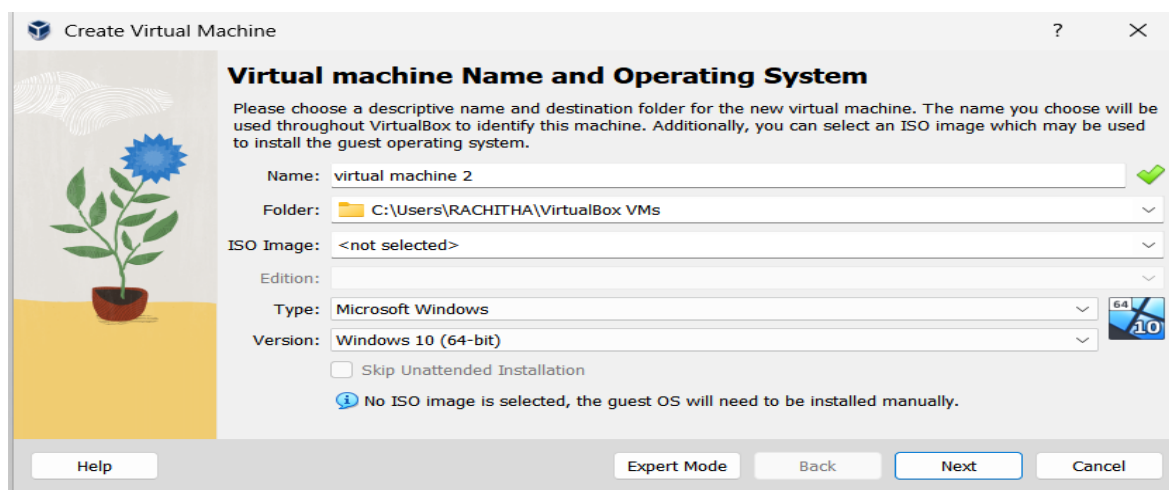 Create Virtual Machine ? ×
Virtual machine Name and Operating System
Please choose a descriptive name and destination folder for the new virtual machine. The name you choose will be
used throughout VirtualBox to identify this machine. Additionally, you can select an ISO image which may be used
to install the guest operating system.
Name: virtual machine 2
Folder: C:\Users\RACHITHA\VirtualBox VMs
ISO Image: <not selected>
Edition:
Type: Microsoft Windows 64
Version: Windows 10 (64-bit) 10
Skip Unattended Installation
No ISO image is selected, the guest OS will need to be installed manually.
Help Expert Mode Back Next Cancel